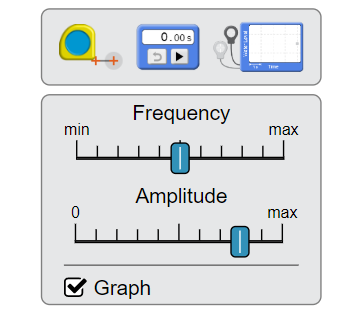 0.00 s
Frequency
min max
Amplitude
0 max
Graph